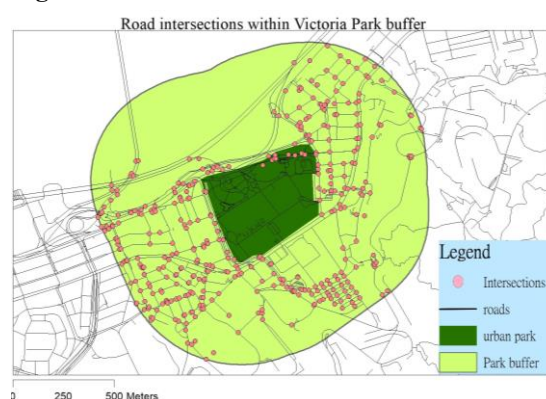 Road intersections within Victoria Park buffer
Legend
Intersections
roads
urban park
Park buffer
0 250 500 Meters